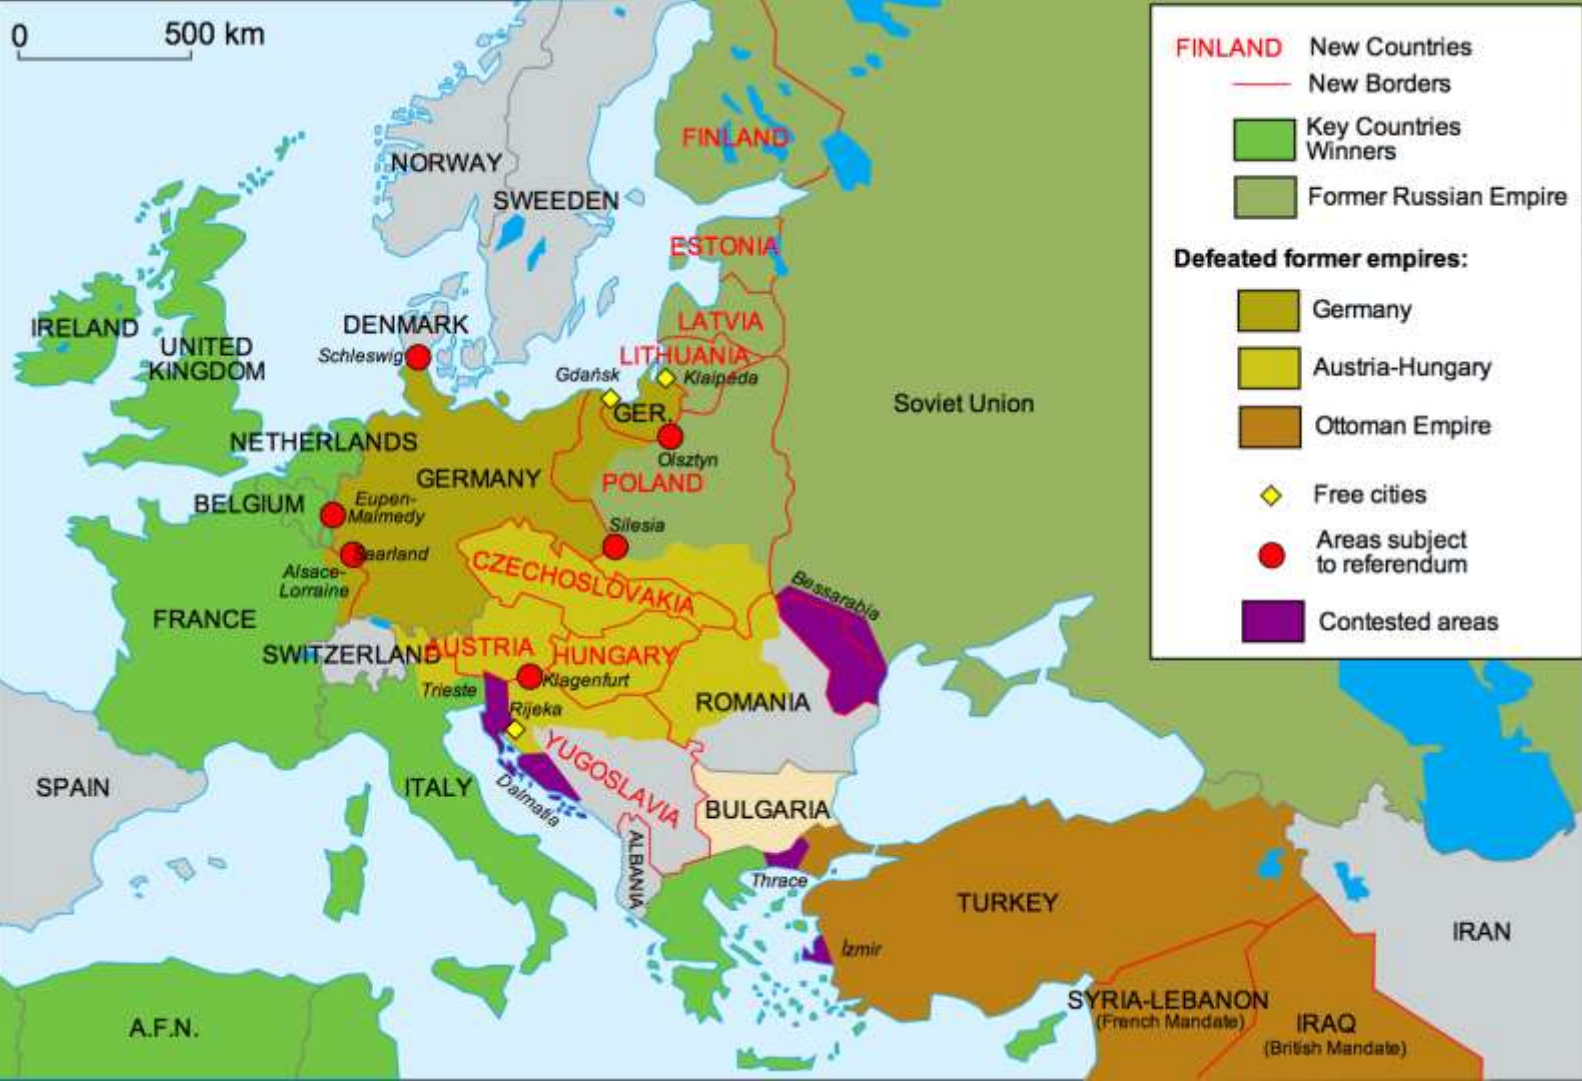 0 500 km
FINLAND New Countries
New Borders
Key Countries
Winners
Former Russian Empire
Defeated former empires:
Germany
Austria-Hungary
Ottoman Empire
Free cities
Areas subject
to referendum
Contested areas
NORWAY
SWEEDEN
FINLAND
ESTONIA
LATVIA
LITHUANIA
Klaipéda
DENMARK
Schleswig
Gdańsk
GER.
Olsztyn
IRELAND
UNITED
KINGDOM
Soviet Union
NETHERLANDS
GERMANY
POLAND
BELGIUM
Eupen-
Malmedy
Silesia
Saarland
Alsace-
Lorraine
CZECHOSLOVAKIA
Bessarabia
FRANCE
SWITZERLAND
AUSTRIA
HUNGARY
Klagenfurt
Trieste
Rijeka
ROMANIA
YUGOSLAVIA
Dalmatia
SPAIN
ITALY
BULGARIA
ALBANIA
Thrace
TURKEY
İzmir
IRAN
SYRIA-LEBANON
(French Mandate)
IRAQ
(British Mandate)
A.F.N.